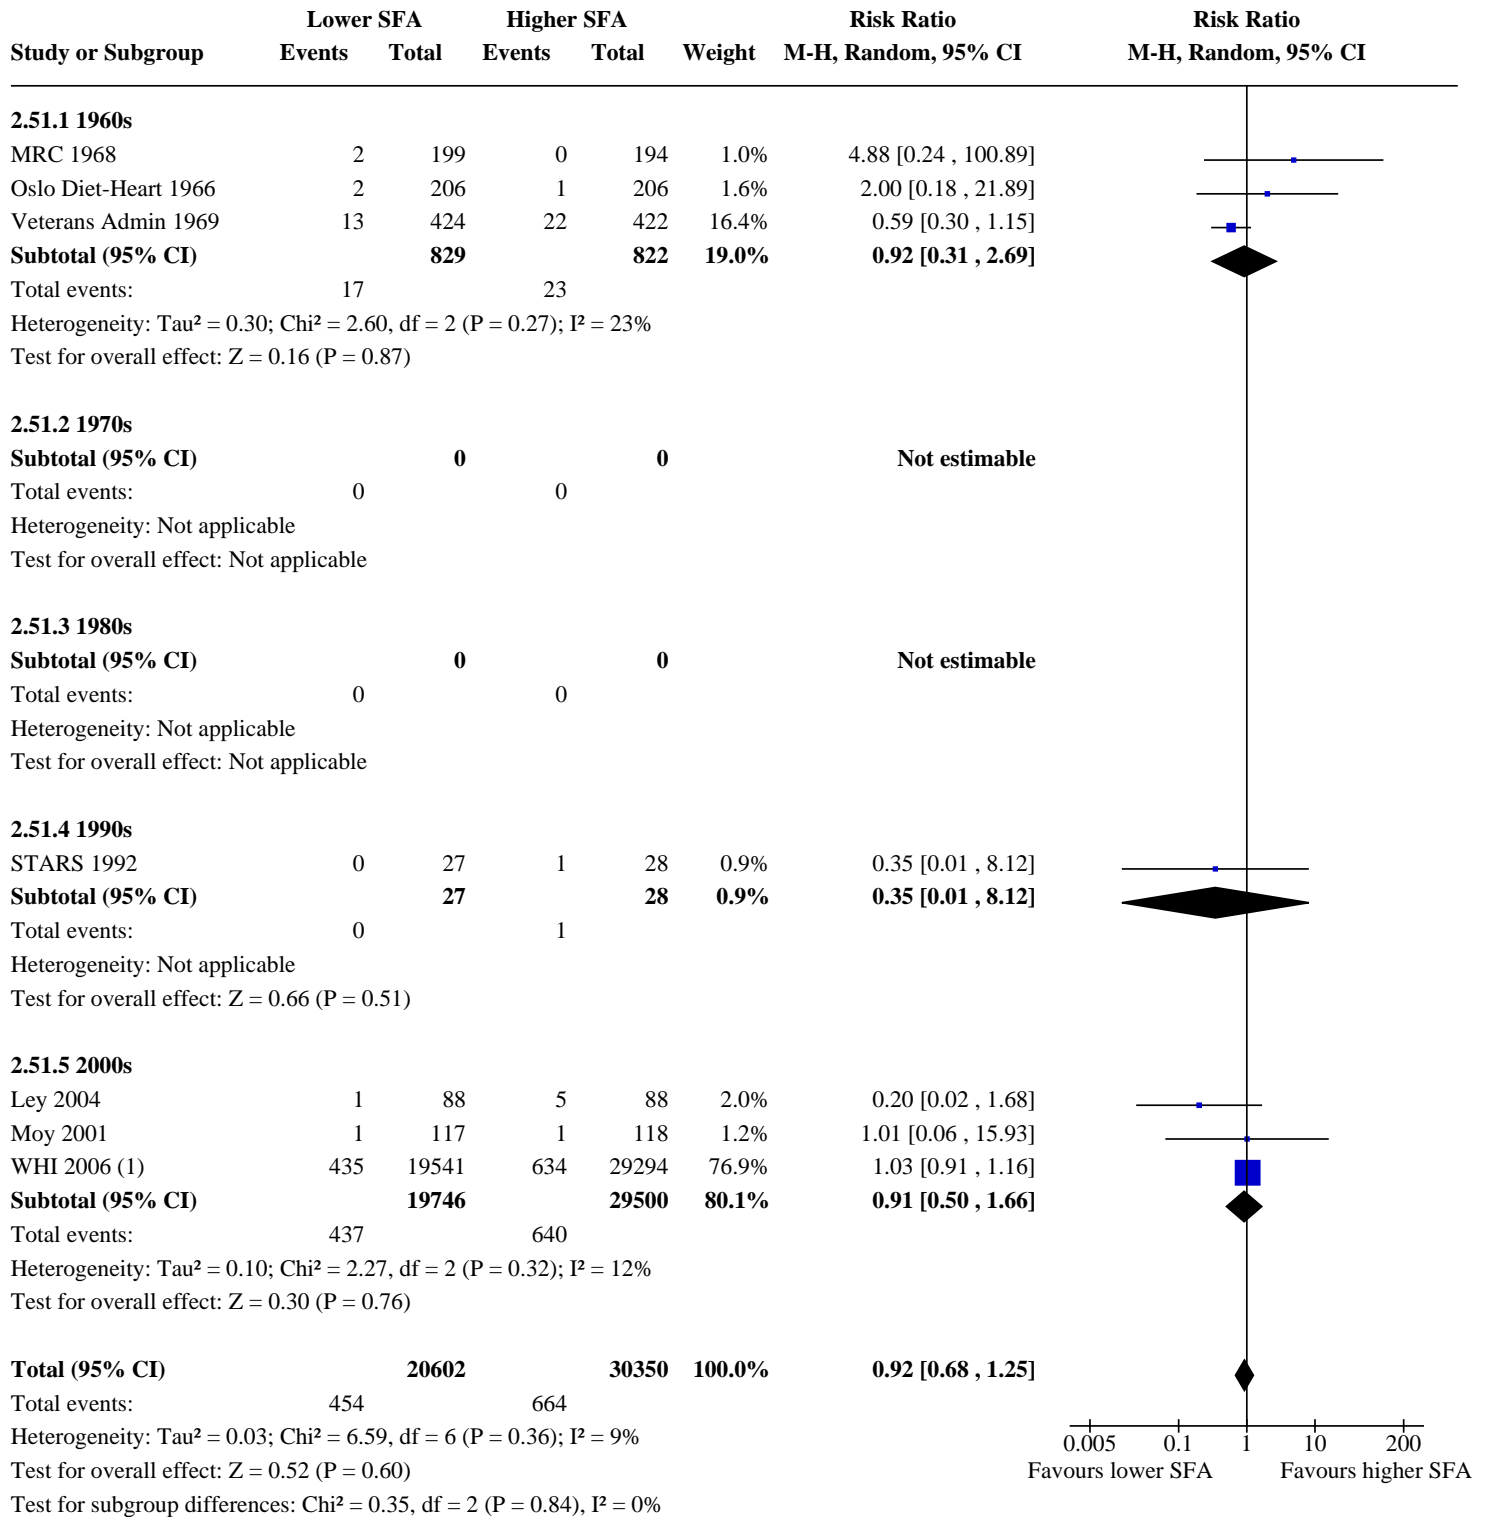 Lower SFA Higher SFA Risk Ratio Risk Ratio
Study or Subgroup Events Total Events Total Weight M-H, Random, 95% CI M-H, Random, 95% CI
2.51.1 1960s
MRC 1968 2 199 0 194 1.0% 4.88 [0.24 , 100.89]
Oslo Diet-Heart 1966 2 206 1 206 1.6% 2.00 [0.18 , 21.89]
Veterans Admin 1969 13 424 22 422 16.4% 0.59 [0.30 , 1.15]
Subtotal (95% CI) 829 822 19.0% 0.92 [0.31 , 2.69]
Total events: 17 23
Heterogeneity: Tau² = 0.30; Chi² = 2.60, df = 2 (P = 0.27); I² = 23%
Test for overall effect: Z = 0.16 (P = 0.87)
2.51.2 1970s
Subtotal (95% CI) 0 0 Not estimable
Total events: 0 0
Heterogeneity: Not applicable
Test for overall effect: Not applicable
2.51.3 1980s
Subtotal (95% CI) 0 0 Not estimable
Total events: 0 0
Heterogeneity: Not applicable
Test for overall effect: Not applicable
2.51.4 1990s
STARS 1992 0 27 1 28 0.9% 0.35 [0.01 , 8.12]
Subtotal (95% CI) 27 28 0.9% 0.35 [0.01 , 8.12]
Total events: 0 1
Heterogeneity: Not applicable
Test for overall effect: Z = 0.66 (P = 0.51)
2.51.5 2000s
Ley 2004 1 88 5 88 2.0% 0.20 [0.02 , 1.68]
Moy 2001 1 117 1 118 1.2% 1.01 [0.06 , 15.93]
WHI 2006 (1) 435 19541 634 29294 76.9% 1.03 [0.91 , 1.16]
Subtotal (95% CI) 19746 29500 80.1% 0.91 [0.50 , 1.66]
Total events: 437 640
Heterogeneity: Tau² = 0.10; Chi² = 2.27, df = 2 (P = 0.32); I² = 12%
Test for overall effect: Z = 0.30 (P = 0.76)
Total (95% CI) 20602 30350 100.0% 0.92 [0.68 , 1.25]
Total events: 454 664
Heterogeneity: Tau² = 0.03; Chi² = 6.59, df = 6 (P = 0.36); I² = 9%
0.005 0.1 1 10 200
Test for overall effect: Z = 0.52 (P = 0.60)
Favours lower SFA Favours higher SFA
Test for subgroup differences: Chi² = 0.35, df = 2 (P = 0.84), I² = 0%